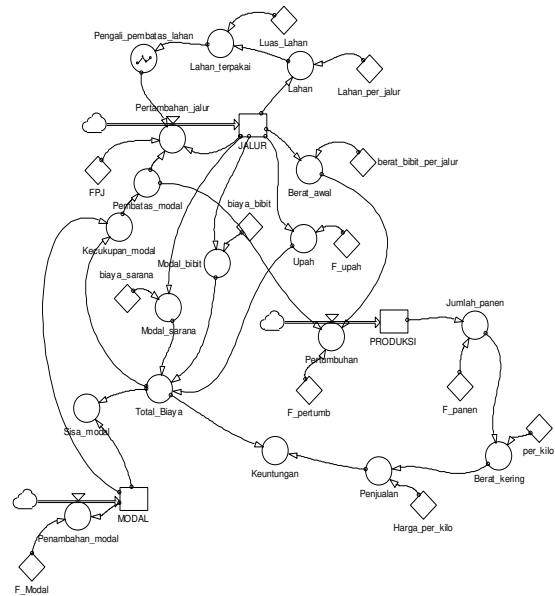 Pengali_pembatas_lahan
Luas_Lahan
Lahan_terpakai
Lahan
Lahan_per_jalur
Pertambahan_jalur
JALUR
FPJ
Pembatas_modal
Berat_awal
berat_bibit_per_jalur
Kecukupan_modal
biaya_bibit
Modal_bibit
Upah
F_upah
biaya_sarana
Modal_sarana
Pertumbuhan
PRODUKSI
Jumlah_panen
F_pertumb
F_panen
Total_Biaya
Sisa_modal
Keuntungan
Penjualan
Berat_kering
per_kilo
Harga_per_kilo
MODAL
Penambahan_modal
F_Modal